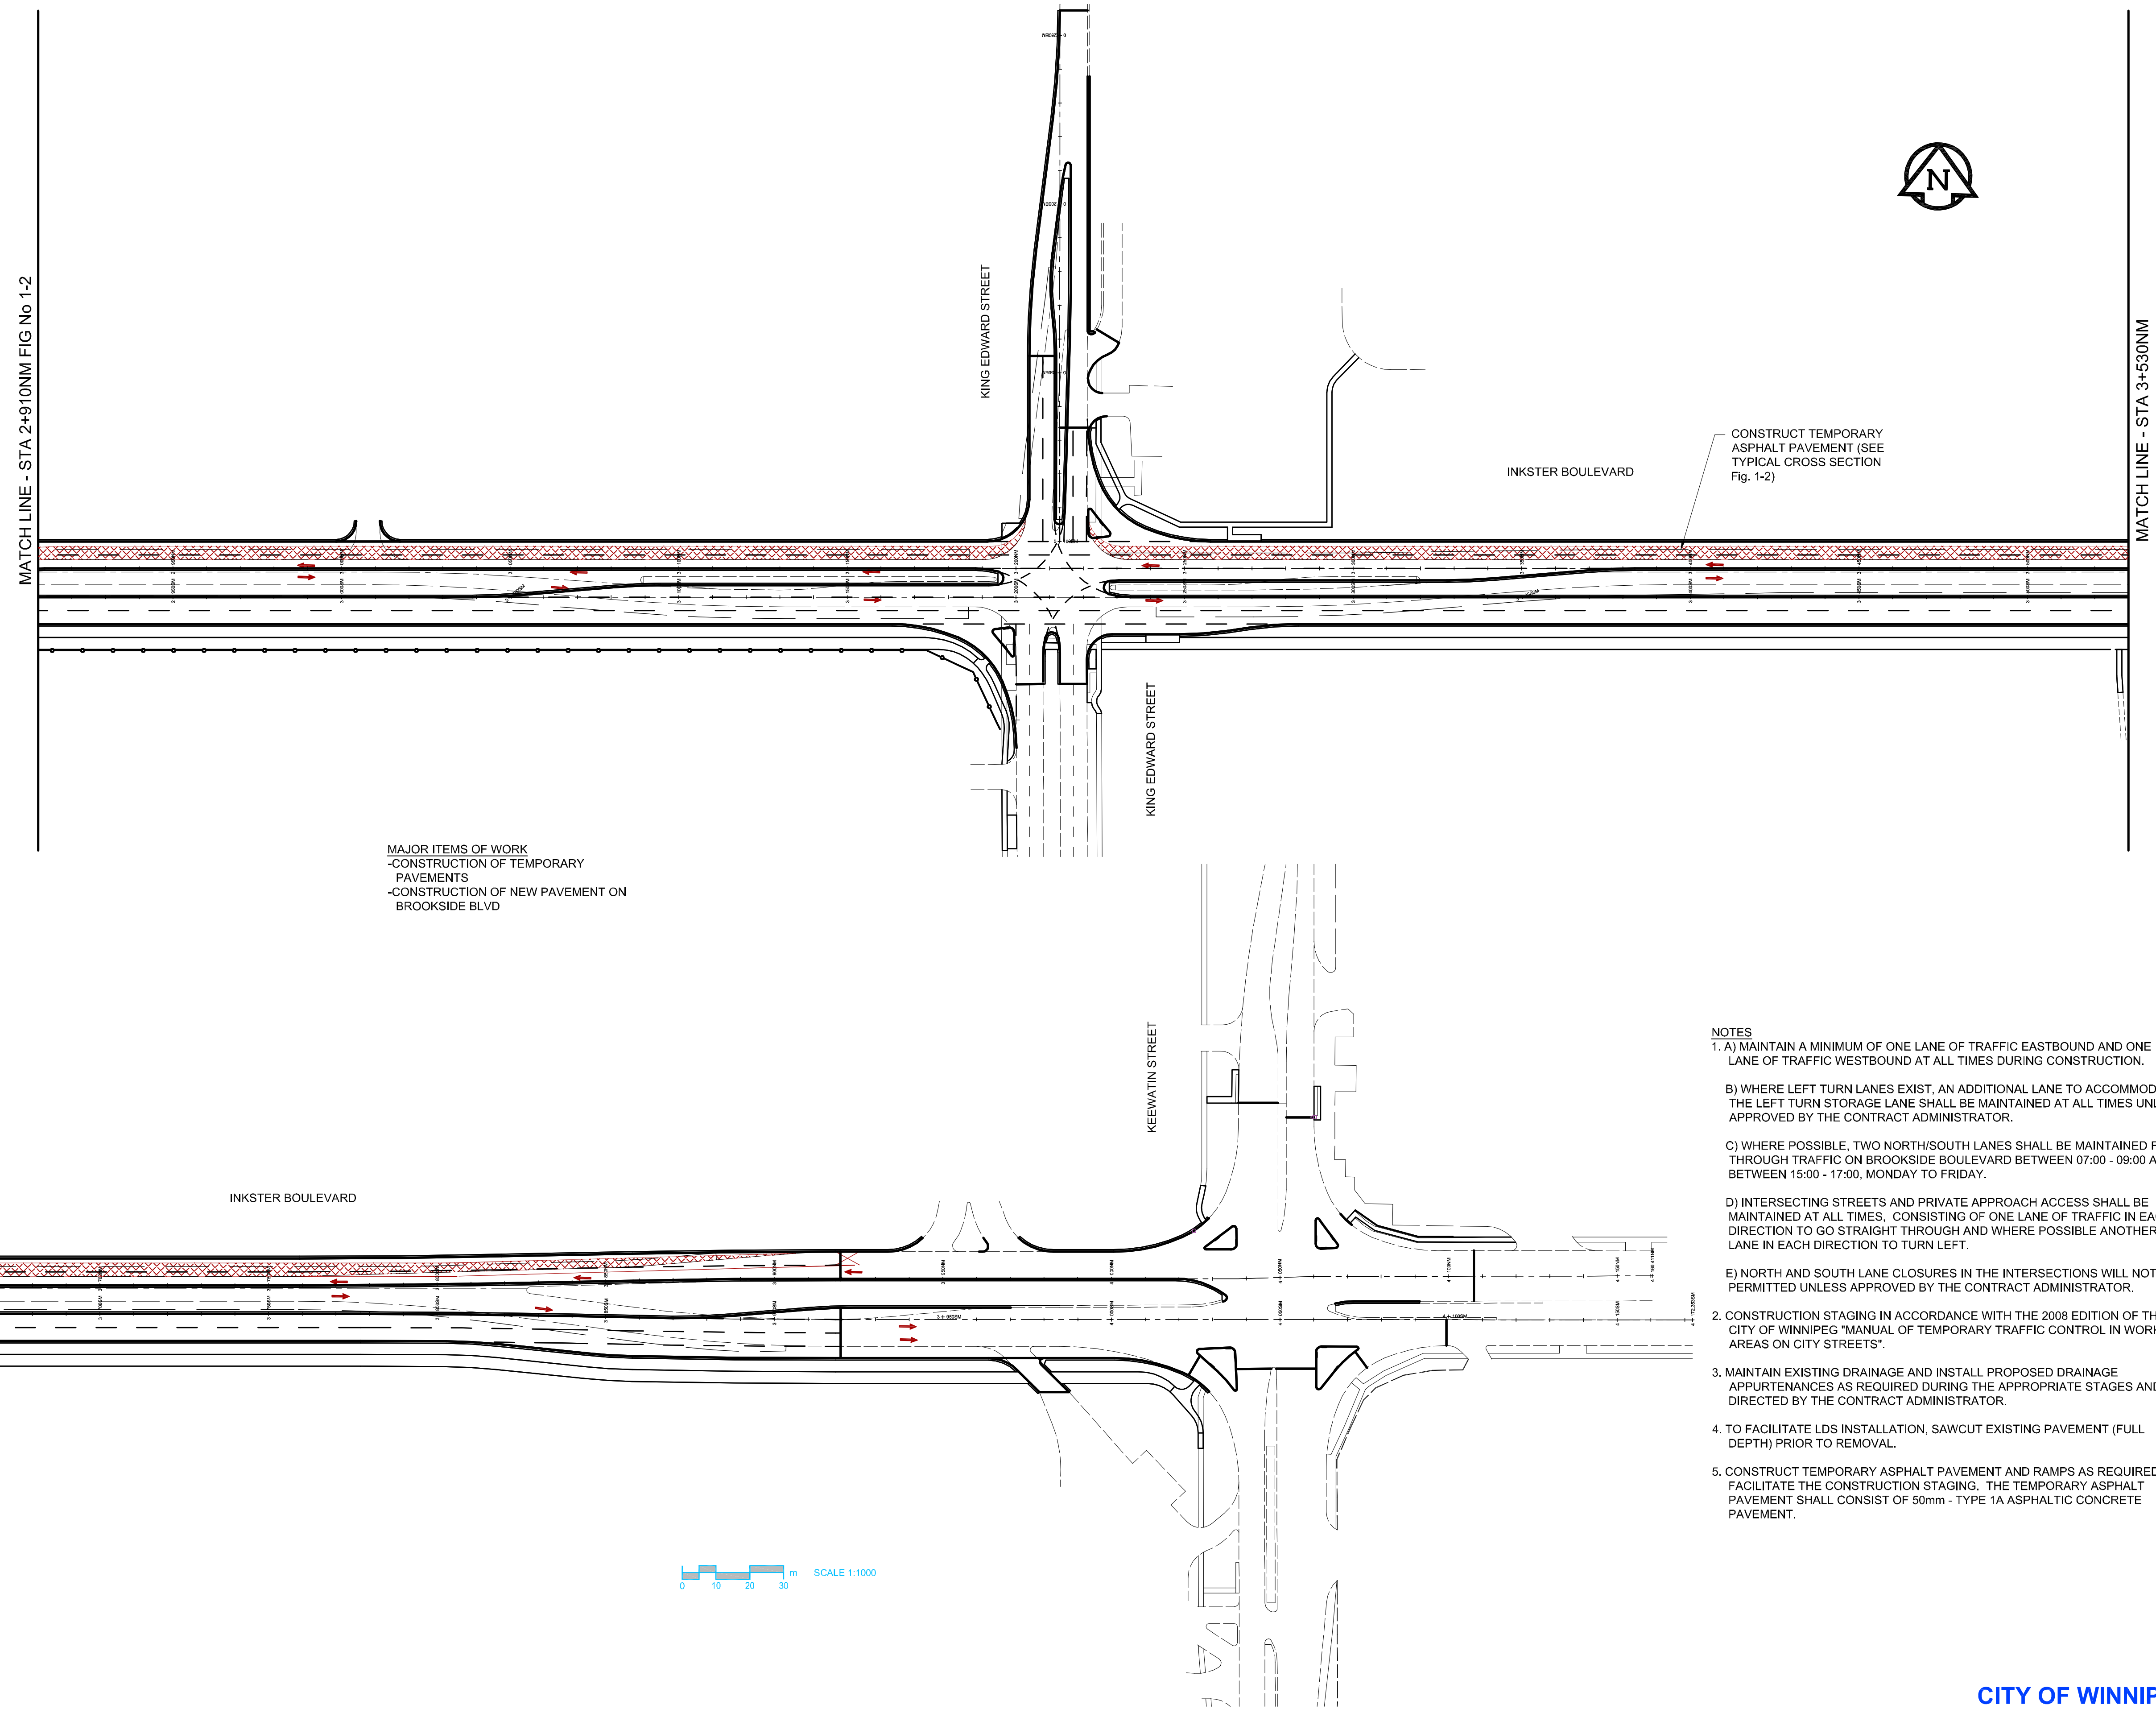 MATCH LINE - STA 2+910NM FIG No 1-2
KING EDWARD STREET
N
CONSTRUCT TEMPORARY
ASPHALT PAVEMENT (SEE
TYPICAL CROSS SECTION
Fig. 1-2)
INKSTER BOULEVARD
MATCH LINE - STA 3+530NM
KING EDWARD STREET
MAJOR ITEMS OF WORK
-CONSTRUCTION OF TEMPORARY
PAVEMENTS
-CONSTRUCTION OF NEW PAVEMENT ON
BROOKSIDE BLVD
KEEWATIN STREET
INKSTER BOULEVARD
NOTES
1. A) MAINTAIN A MINIMUM OF ONE LANE OF TRAFFIC EASTBOUND AND ONE
LANE OF TRAFFIC WESTBOUND AT ALL TIMES DURING CONSTRUCTION.
B) WHERE LEFT TURN LANES EXIST, AN ADDITIONAL LANE TO ACCOMMOD
THE LEFT TURN STORAGE LANE SHALL BE MAINTAINED AT ALL TIMES UNL
APPROVED BY THE CONTRACT ADMINISTRATOR.
C) WHERE POSSIBLE, TWO NORTH/SOUTH LANES SHALL BE MAINTAINED F
THROUGH TRAFFIC ON BROOKSIDE BOULEVARD BETWEEN 07:00 - 09:00 A
BETWEEN 15:00 - 17:00, MONDAY TO FRIDAY.
D) INTERSECTING STREETS AND PRIVATE APPROACH ACCESS SHALL BE
MAINTAINED AT ALL TIMES, CONSISTING OF ONE LANE OF TRAFFIC IN EA
DIRECTION TO GO STRAIGHT THROUGH AND WHERE POSSIBLE ANOTHER
LANE IN EACH DIRECTION TO TURN LEFT.
E) NORTH AND SOUTH LANE CLOSURES IN THE INTERSECTIONS WILL NOT
PERMITTED UNLESS APPROVED BY THE CONTRACT ADMINISTRATOR.
2. CONSTRUCTION STAGING IN ACCORDANCE WITH THE 2008 EDITION OF TH
CITY OF WINNIPEG "MANUAL OF TEMPORARY TRAFFIC CONTROL IN WORK
AREAS ON CITY STREETS".
3. MAINTAIN EXISTING DRAINAGE AND INSTALL PROPOSED DRAINAGE
APPURTENANCES AS REQUIRED DURING THE APPROPRIATE STAGES AND
DIRECTED BY THE CONTRACT ADMINISTRATOR.
4. TO FACILITATE LDS INSTALLATION, SAWCUT EXISTING PAVEMENT (FULL
DEPTH) PRIOR TO REMOVAL.
5. CONSTRUCT TEMPORARY ASPHALT PAVEMENT AND RAMPS AS REQUIRED
FACILITATE THE CONSTRUCTION STAGING. THE TEMPORARY ASPHALT
PAVEMENT SHALL CONSIST OF 50mm - TYPE 1A ASPHALTIC CONCRETE
PAVEMENT.
0 10 20 30 m SCALE 1:1000
CITY OF WINNIP